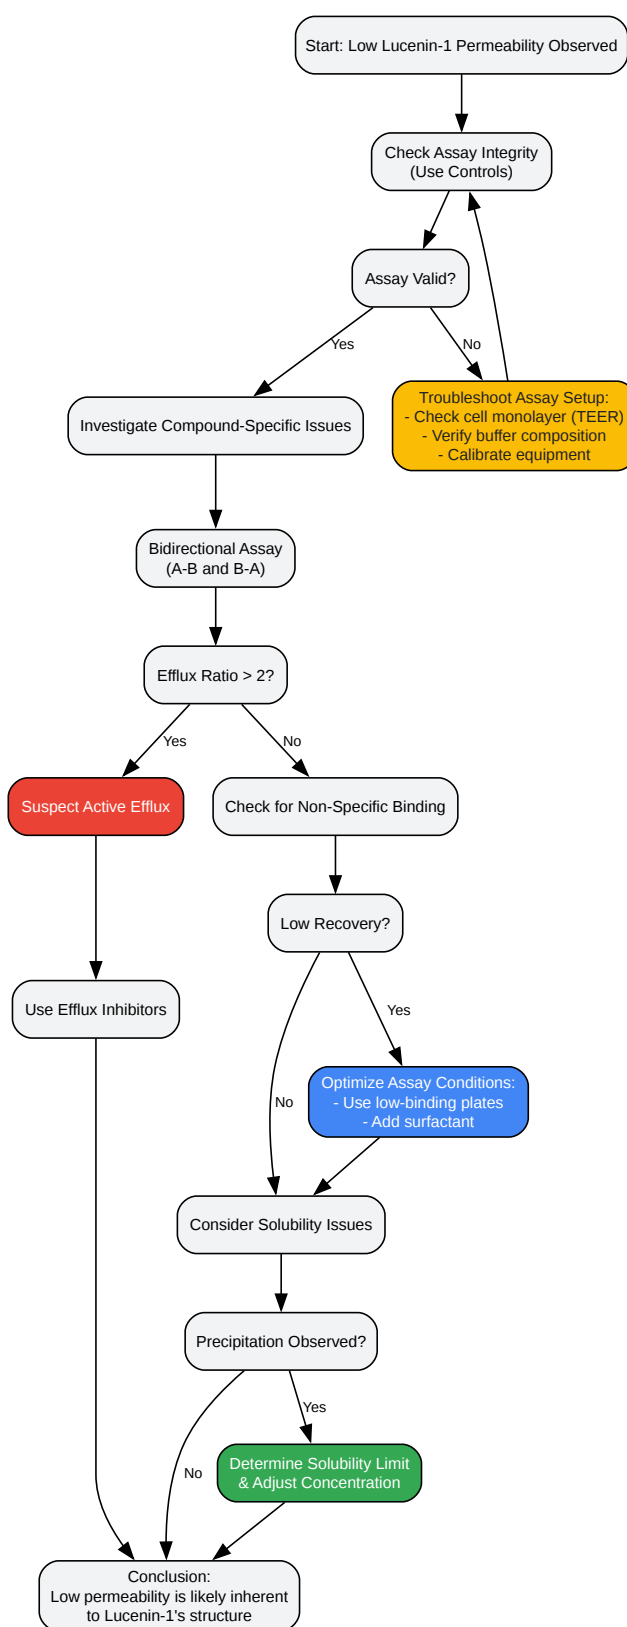 Start: Low Lucenin-1 Permeability Observed
Check Assay Integrity
(Use Controls)
Assay Valid?
Yes
No
Troubleshoot Assay Setup:
- Check cell monolayer (TEER)
- Verify buffer composition
- Calibrate equipment
Investigate Compound-Specific Issues
Bidirectional Assay
(A-B and B-A)
Efflux Ratio > 2?
Yes
No
Suspect Active Efflux
Check for Non-Specific Binding
Low Recovery?
Use Efflux Inhibitors
Yes
Optimize Assay Conditions:
- Use low-binding plates
- Add surfactant
No
Consider Solubility Issues
Precipitation Observed?
Yes
No
Determine Solubility Limit
& Adjust Concentration
Conclusion:
Low permeability is likely inherent
to Lucenin-1's structure